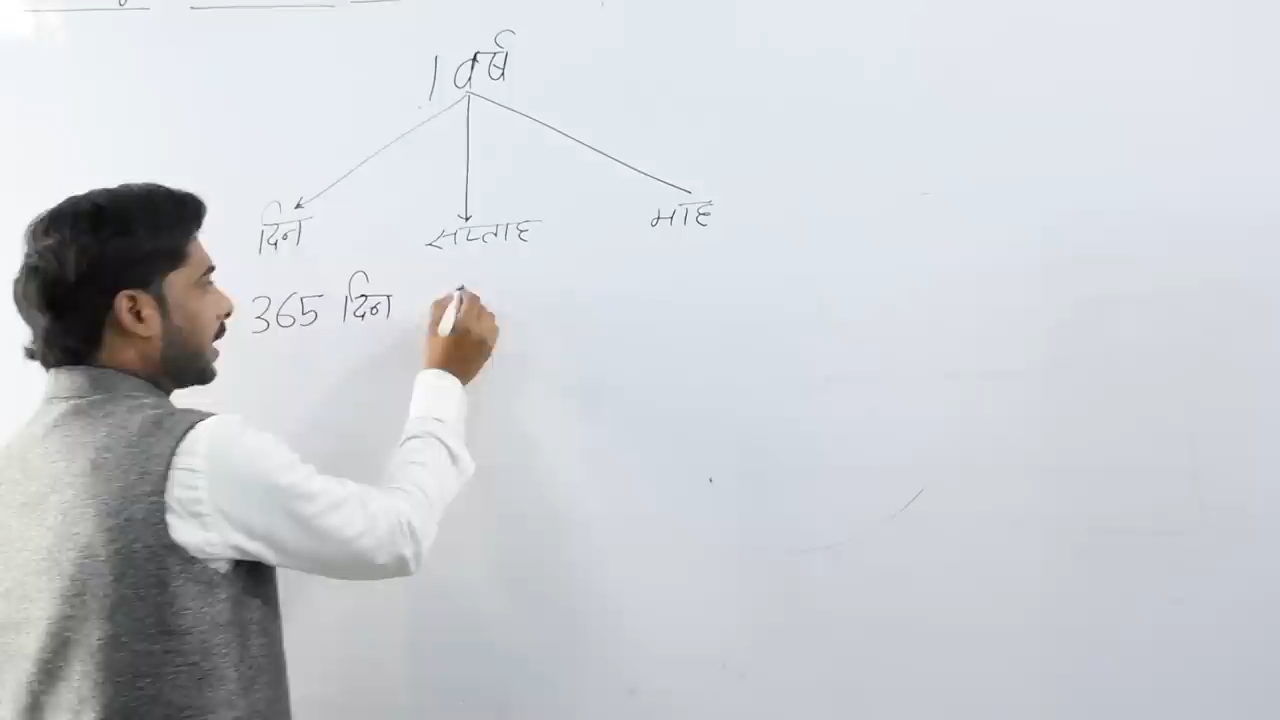 1 वर्ष
दिन सप्ताह माह
365 दिन